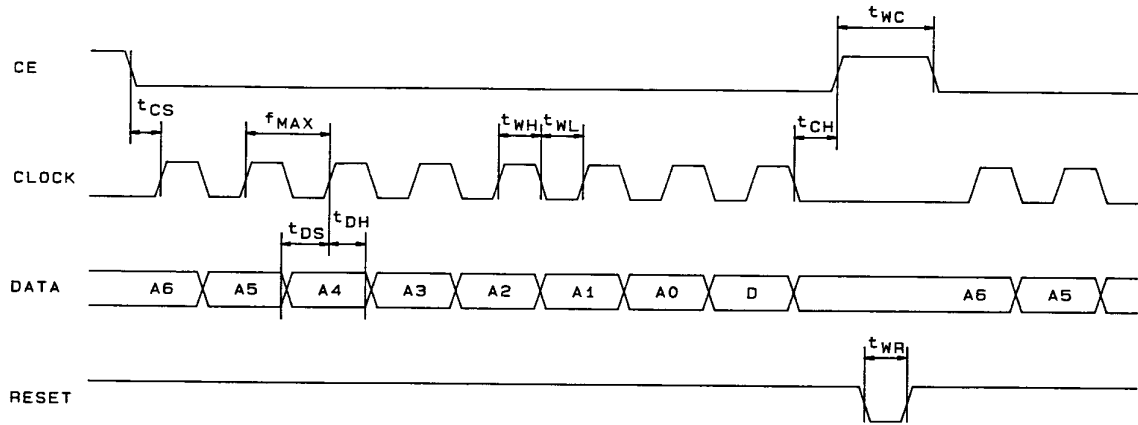 tWC
CE
tCS
fMAX
tWH tWL
tCH
CLOCK
tDS tDH
DATA A6 A5 A4 A3 A2 A1 A0 D A6 A5
tWR
RESET